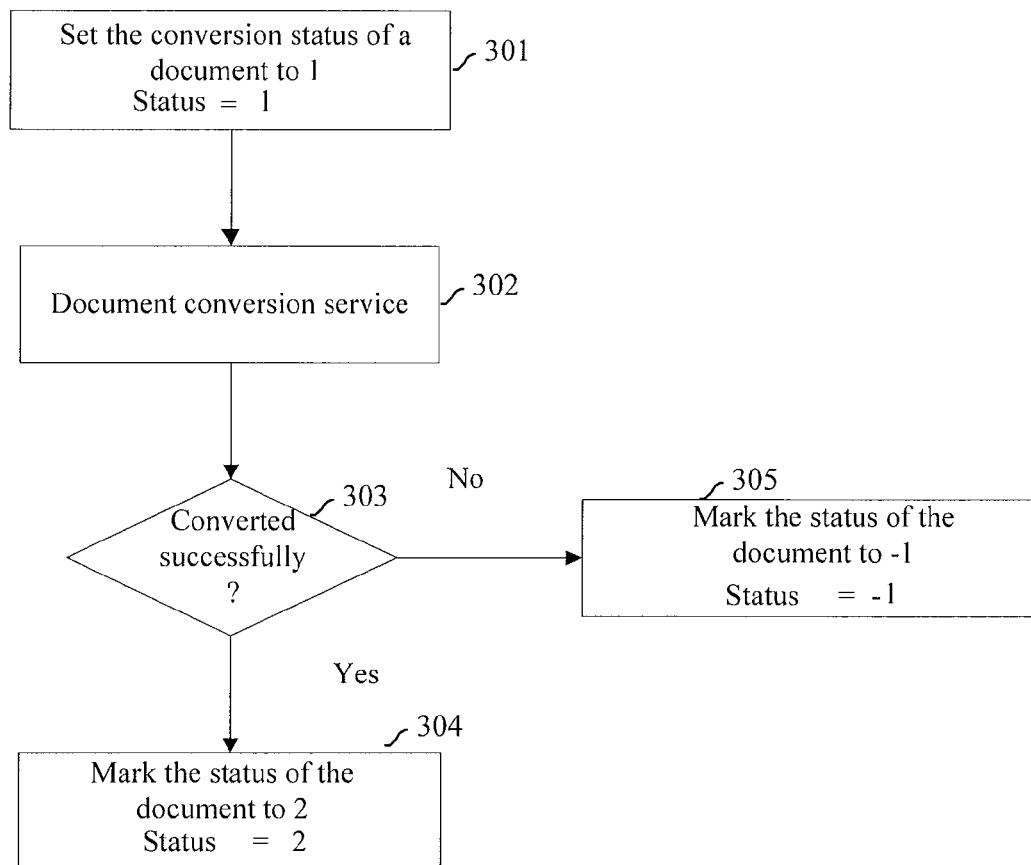 Set the conversion status of a
document to 1
Status = 1
301
Document conversion service
302
303
Converted
successfully
?
No
305
Mark the status of the
document to -1
Status = -1
Yes
304
Mark the status of the
document to 2
Status = 2